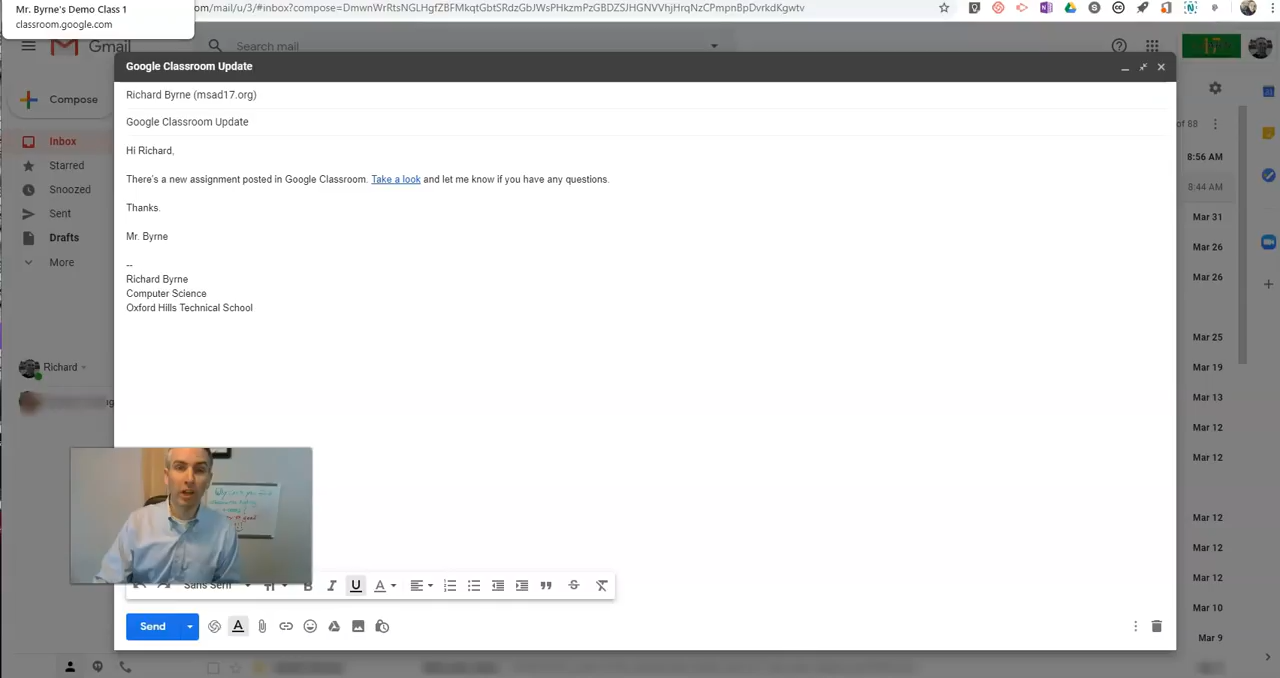 Mr. Byrne's Demo Class 1
classroom.google.com
.com/mail/u/3/#inbox?compose=DmwnWrRtsNGLHgfZBFMkqtGbtSRdzGbJWsPHkzmPzGBDZSJHGNVVhjHrqNzCPmpnBpDvrkdKgwtv
Gmail
Search mail
17
Google Classroom Update
Richard Byrne (msad17.org)
Google Classroom Update
Hi Richard,
There's a new assignment posted in Google Classroom. Take a look and let me know if you have any questions.
Thanks.
Mr. Byrne
--
Richard Byrne
Computer Science
Oxford Hills Technical School
Compose
Inbox
Starred
Snoozed
Sent
Drafts
More
Richard
of 88
8:56 AM
8:44 AM
Mar 31
Mar 26
Mar 26
Mar 25
Mar 19
Mar 13
Mar 12
Mar 12
Mar 12
Mar 12
Mar 12
Mar 10
Mar 9
Sans Serif
Send